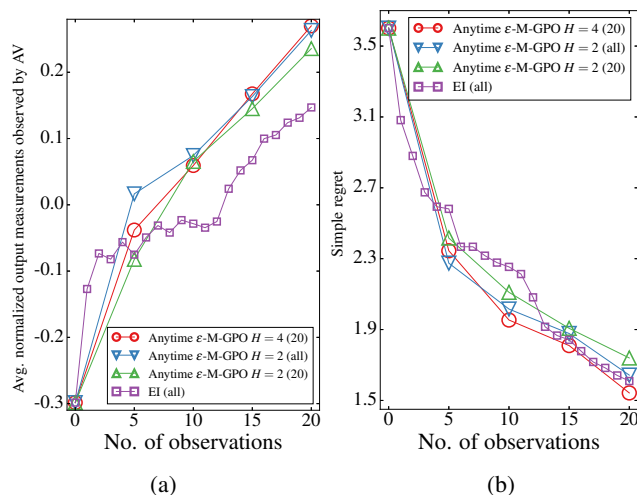 Avg. normalized output measurements observed by AV
0.2
0.1
0.0
-0.1
-0.2
-0.3
Anytime ε-M-GPO H = 4 (20)
Anytime ε-M-GPO H = 2 (all)
Anytime ε-M-GPO H = 2 (20)
EI (all)
0 5 10 15 20
No. of observations
(a)
Simple regret
3.5
3.1
2.7
2.3
1.9
1.5
Anytime ε-M-GPO H = 4 (20)
Anytime ε-M-GPO H = 2 (all)
Anytime ε-M-GPO H = 2 (20)
EI (all)
0 5 10 15 20
No. of observations
(b)